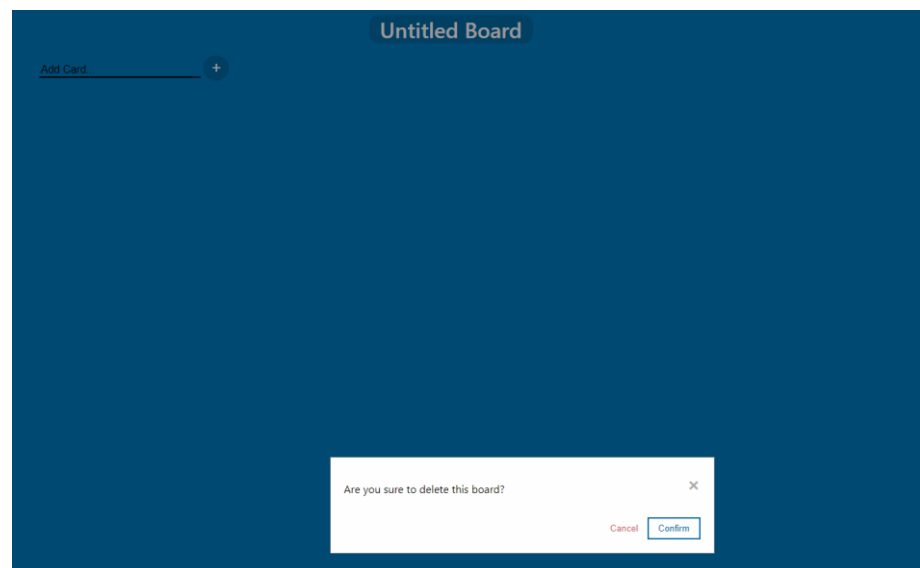 Untitled Board
Add Card...
+
Are you sure to delete this board?
×
Cancel Confirm